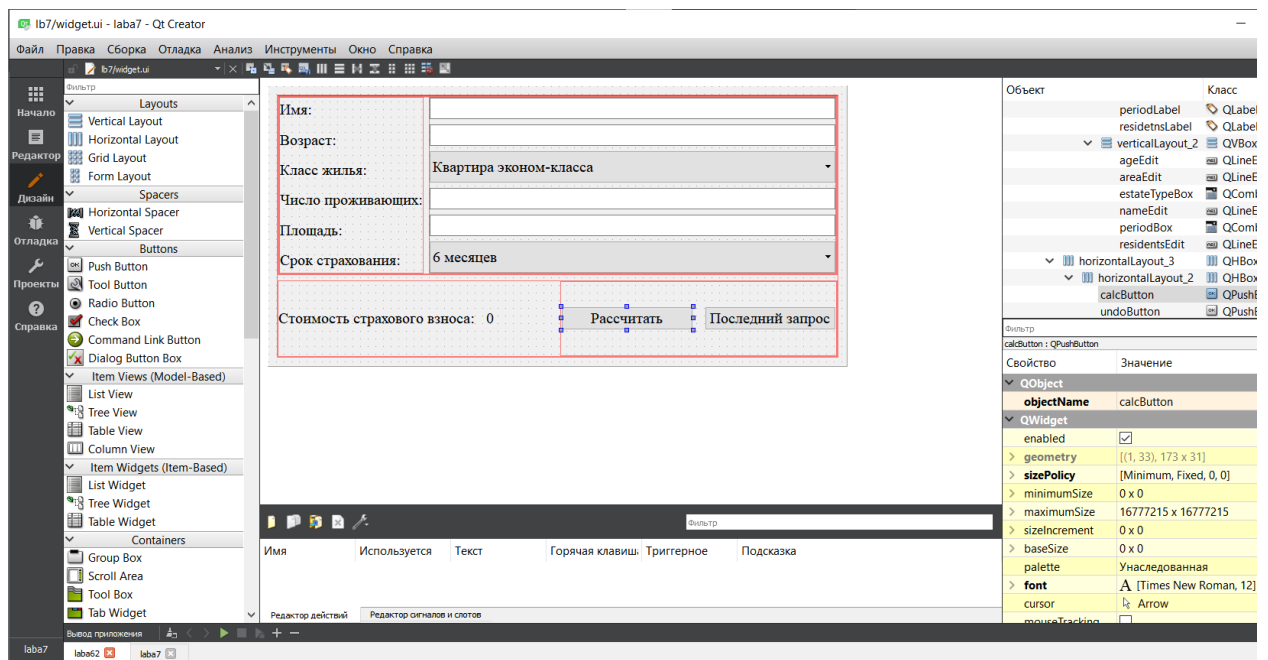 lb7/widget.ui - laba7 - Qt Creator
Файл Правка Сборка Отладка Анализ Инструменты Окно Справка
lb7/widget.ui
Начало
Редактор
Дизайн
Отладка
Проекты
Справка
laba7
Фильтр
Layouts
Vertical Layout
Horizontal Layout
Grid Layout
Form Layout
Spacers
Horizontal Spacer
Vertical Spacer
Buttons
Push Button
Tool Button
Radio Button
Check Box
Command Link Button
Dialog Button Box
Item Views (Model-Based)
List View
Tree View
Table View
Column View
Item Widgets (Item-Based)
List Widget
Tree Widget
Table Widget
Containers
Group Box
Scroll Area
Tool Box
Tab Widget
Имя:
Возраст:
Класс жилья: Квартира эконом-класса
Число проживающих:
Площадь:
Срок страхования: 6 месяцев
Стоимость страхового взноса: 0 Рассчитать Последний запрос
Фильтр
Имя Используется Текст Горячая клавиш Триггерное Подсказка
Редактор действий Редактор сигналов и слотов
Объект Класс
periodLabel QLabel
residetnsLabel QLabel
verticalLayout_2 QVBox
ageEdit QLineE
areaEdit QLineE
estateTypeBox QComl
nameEdit QLineE
periodBox QComl
residentsEdit QLineE
horizontalLayout_3 QHBox
horizontalLayout_2 QHBox
calcButton QPushE
undoButton QPushE
Фильтр
calcButton : QPushButton
Свойство Значение
QObject
objectName calcButton
QWidget
enabled
geometry [(1, 33), 173 x 31]
sizePolicy [Minimum, Fixed, 0, 0]
minimumSize 0 x 0
maximumSize 16777215 x 16777215
sizeIncrement 0 x 0
baseSize 0 x 0
palette Унаследованная
font A [Times New Roman, 12]
cursor Arrow
mouseTracking
Вывод приложения
laba62 laba7